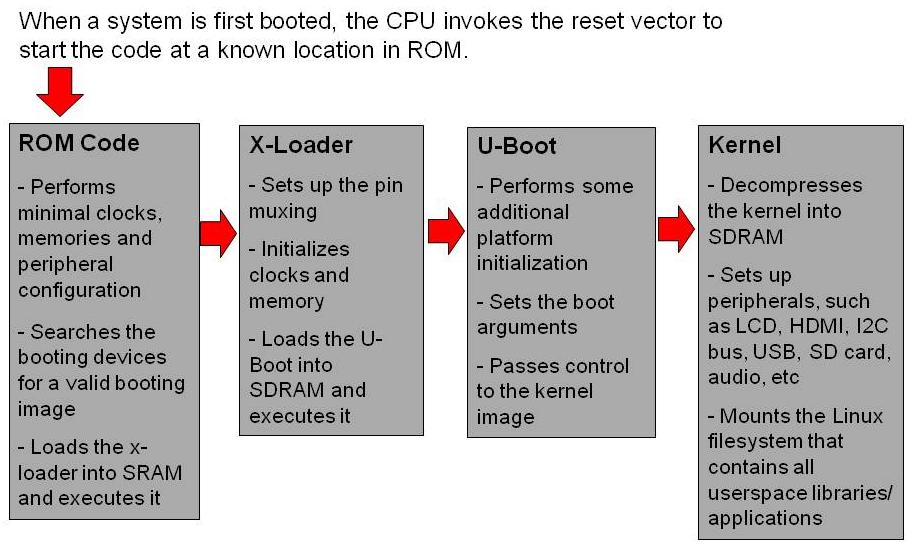 When a system is first booted, the CPU invokes the reset vector to
start the code at a known location in ROM.
ROM Code
- Performs
minimal clocks,
memories and
peripheral
configuration
- Searches the
booting devices
for a valid booting
image
- Loads the x-
loader into SRAM
and executes it
X-Loader
- Sets up the pin
muxing
- Initializes
clocks and
memory
- Loads the U-
Boot into
SDRAM and
executes it
U-Boot
- Performs some
additional
platform
initialization
- Sets the boot
arguments
- Passes control
to the kernel
image
Kernel
- Decompresses
the kernel into
SDRAM
- Sets up
peripherals, such
as LCD, HDMI, I2C
bus, USB, SD card,
audio, etc
- Mounts the Linux
filesystem that
contains all
userspace libraries/
applications